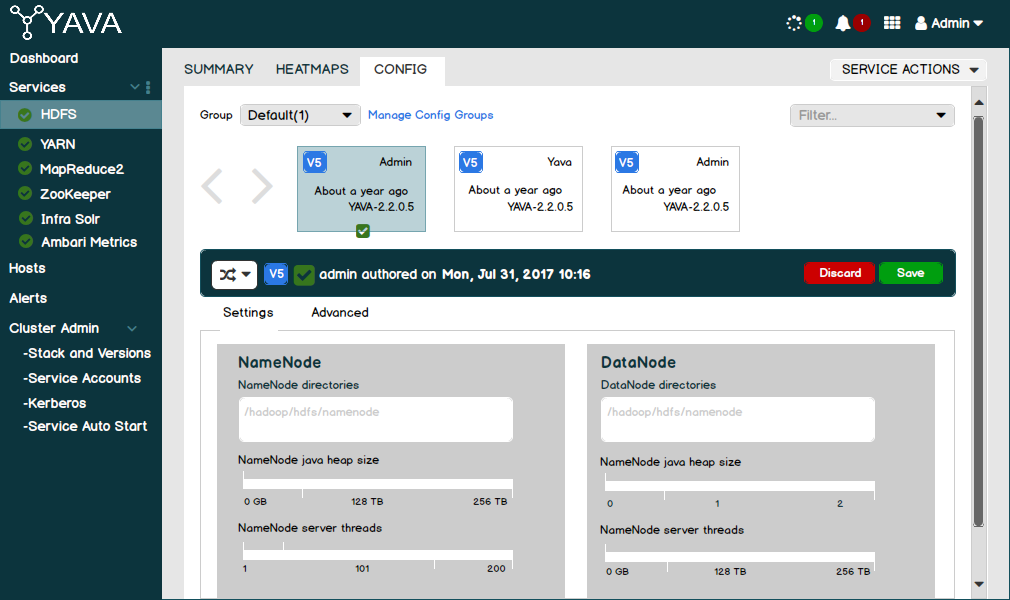 YAVA
1
1
Admin
Dashboard
Services
HDFS
YARN
MapReduce2
ZooKeeper
Infra Solr
Ambari Metrics
Hosts
Alerts
Cluster Admin
-Stack and Versions
-Service Accounts
-Kerberos
-Service Auto Start
SUMMARY HEATMAPS CONFIG
SERVICE ACTIONS
Group Default(1) Manage Config Groups
Filter...
V5 Admin
About a year ago
YAVA-2.2.0.5
V5 Yava
About a year ago
YAVA-2.2.0.5
V5 Admin
About a year ago
YAVA-2.2.0.5
V5 admin authored on Mon, Jul 31, 2017 10:16
Discard Save
Settings Advanced
NameNode
NameNode directories
/hadoop/hdfs/namenode
NameNode java heap size
0 GB 128 TB 256 TB
NameNode server threads
1 101 200
DataNode
DataNode directories
/hadoop/hdfs/namenode
NameNode java heap size
0 1 2
NameNode server threads
0 GB 128 TB 256 TB